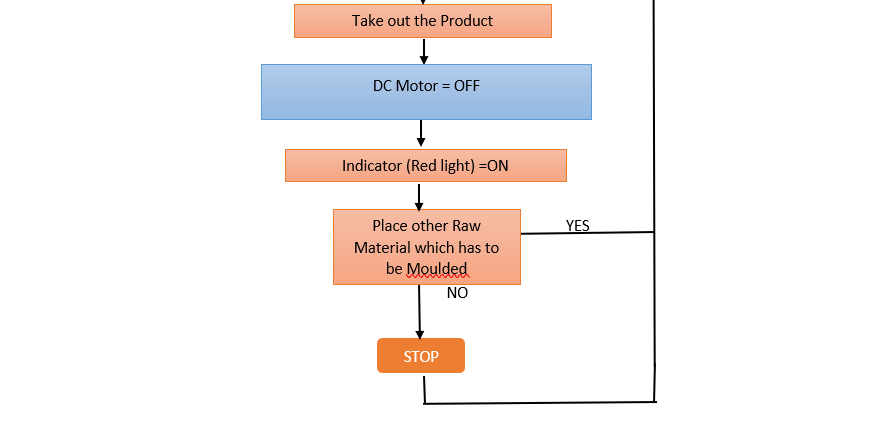 Take out the Product
DC Motor = OFF
Indicator (Red light) =ON
Place other Raw
Material which has to
be Moulded
YES
NO
STOP